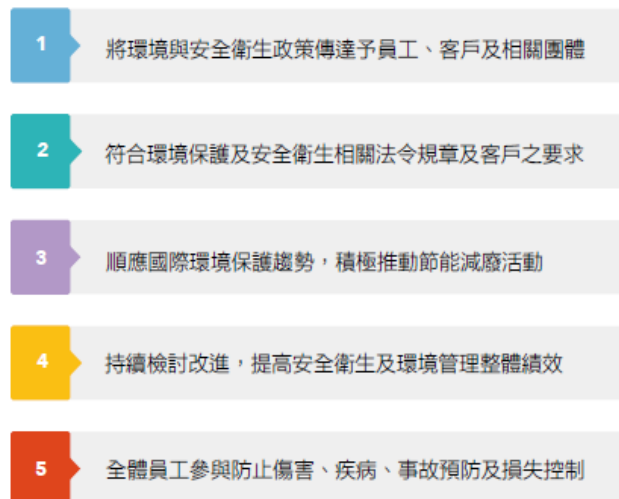 1 將環境與安全衛生政策傳達予員工、客戶及相關團體
2 符合環境保護及安全衛生相關法令規章及客戶之要求
3 順應國際環境保護趨勢，積極推動節能減廢活動
4 持續檢討改進，提高安全衛生及環境管理整體績效
5 全體員工參與防止傷害、疾病、事故預防及損失控制